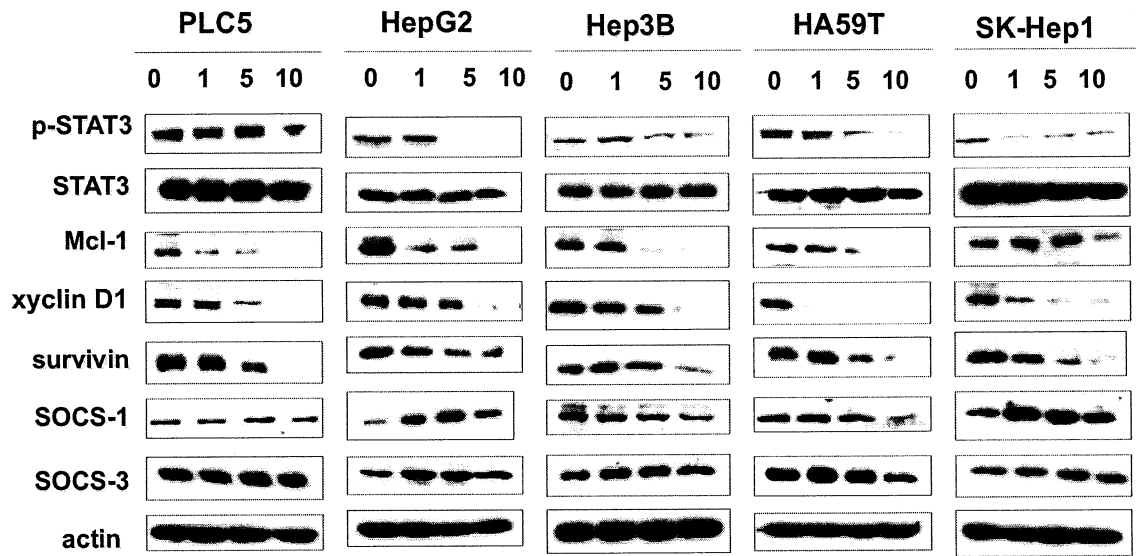 PLC5 HepG2 Hep3B HA59T SK-Hep1
0 1 5 10 0 1 5 10 0 1 5 10 0 1 5 10 0 1 5 10
p-STAT3
STAT3
Mcl-1
xyclin D1
survivin
SOCS-1
SOCS-3
actin